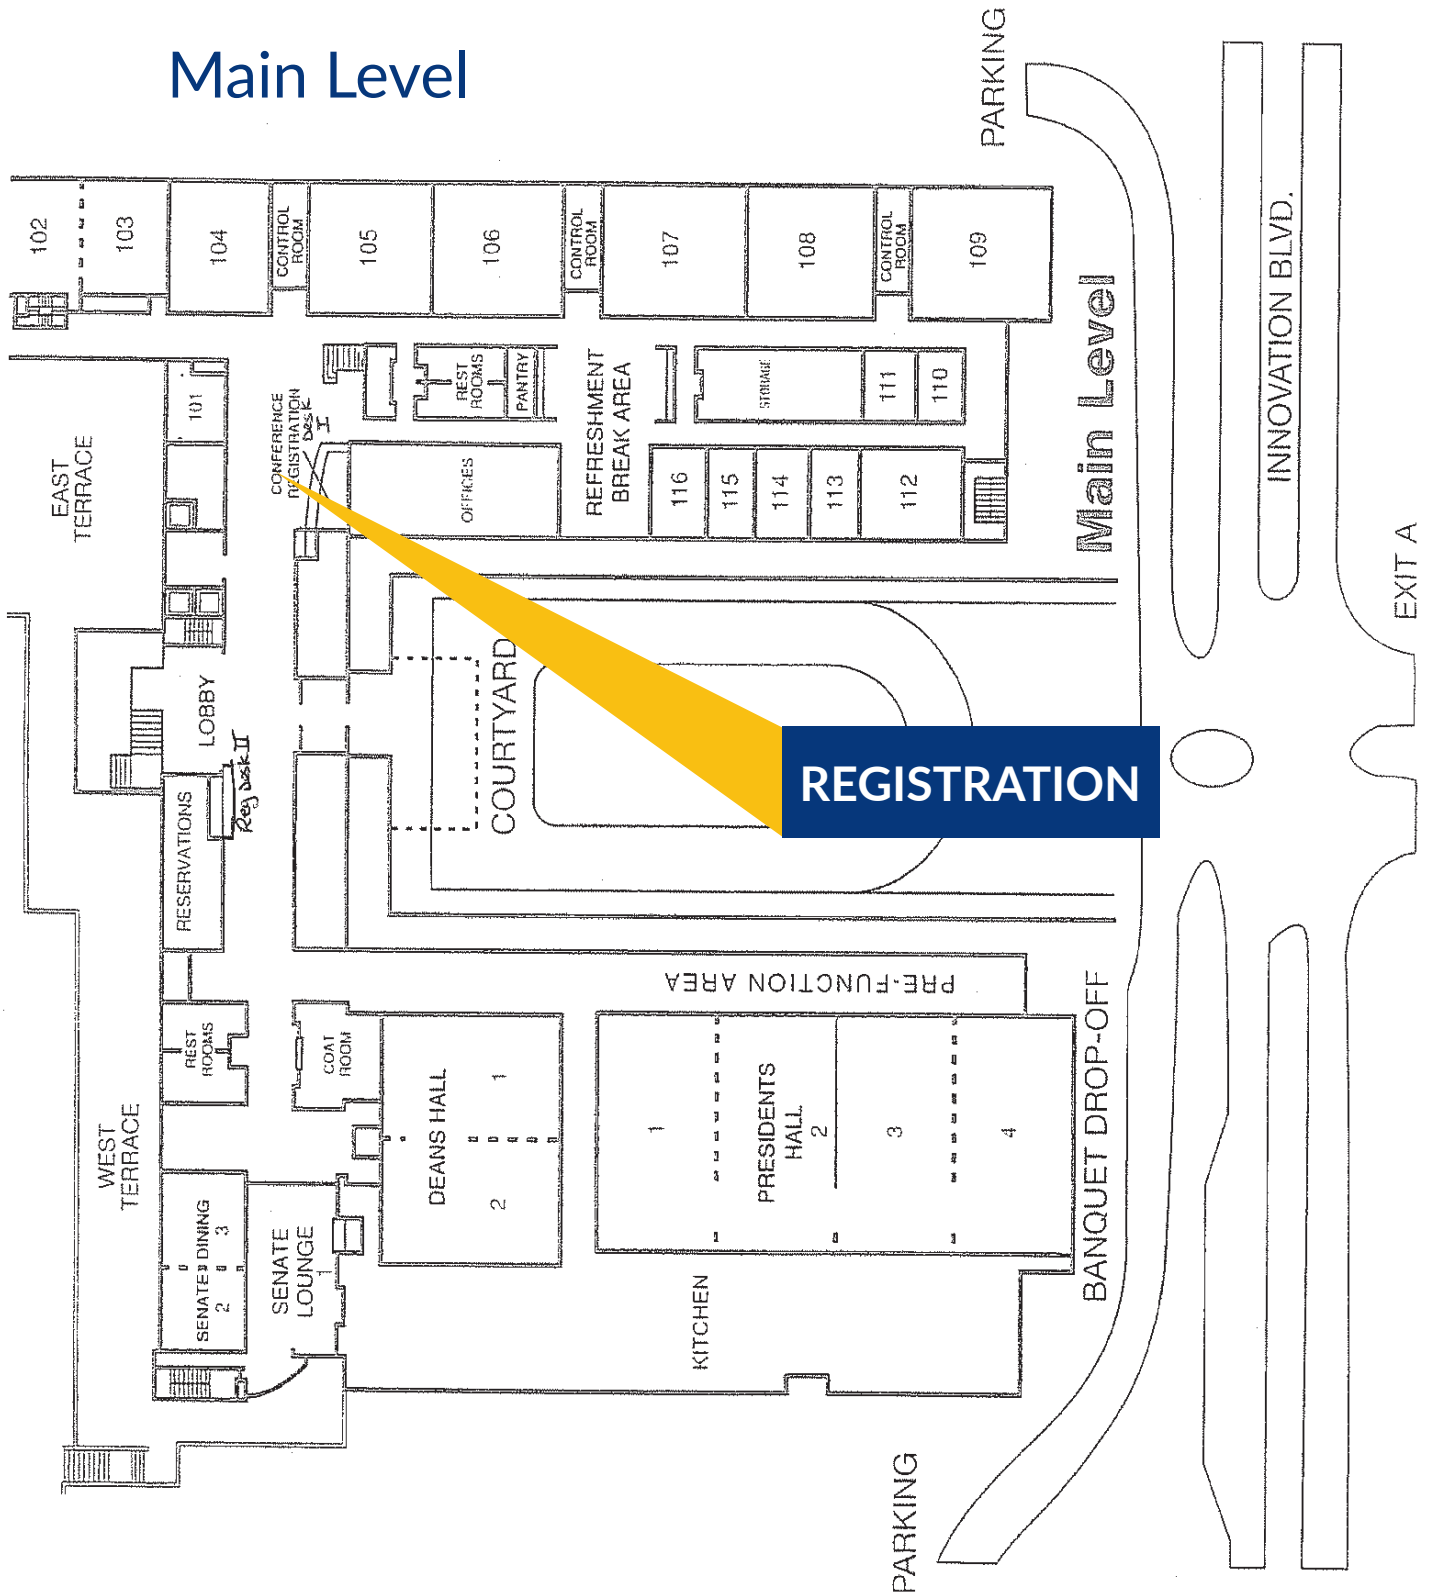 Main Level
PARKING
102
103
104
CONTROL
ROOM
105
106
CONTROL
ROOM
107
108
CONTROL
ROOM
109
INNOVATION BLVD.
Main Level
EAST
TERRACE
101
CONFERENCE
REGISTRATION
Desk
I
REST
ROOMS
PANTRY
REFRESHMENT
BREAK AREA
STORAGE
111
110
OFFICES
116
115
114
113
112
EXIT A
LOBBY
Reg Desk II
RESERVATIONS
COURTYARD
REGISTRATION
PRE-FUNCTION AREA
REST
ROOMS
COAT
ROOM
WEST
TERRACE
DEANS HALL
1
2
PRESIDENTS
HALL
1
2
3
4
BANQUET DROP-OFF
SENATE DINING
2
3
SENATE
LOUNGE
1
KITCHEN
PARKING